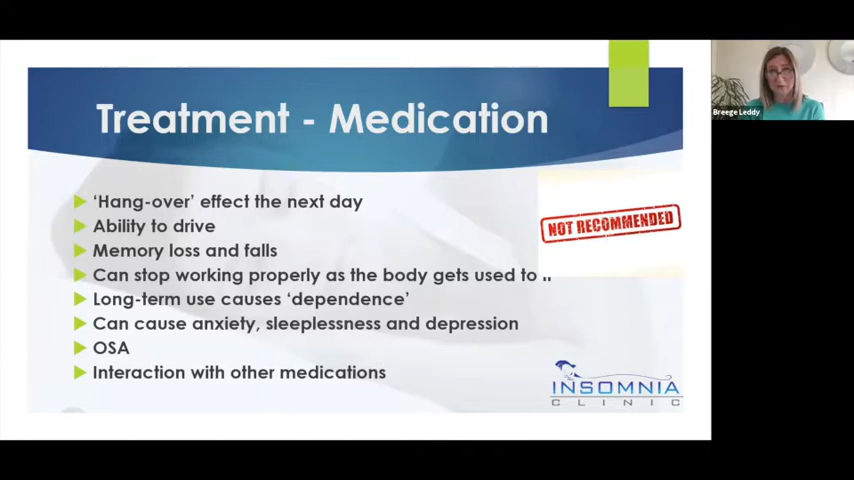 Treatment - Medication
Breege Leddy
‘Hang-over’ effect the next day
Ability to drive
Memory loss and falls
NOT RECOMMENDED
Can stop working properly as the body gets used to
Long-term use causes ‘dependence’
Can cause anxiety, sleeplessness and depression
OSA
Interaction with other medications
INSOMNIA
CLINIC